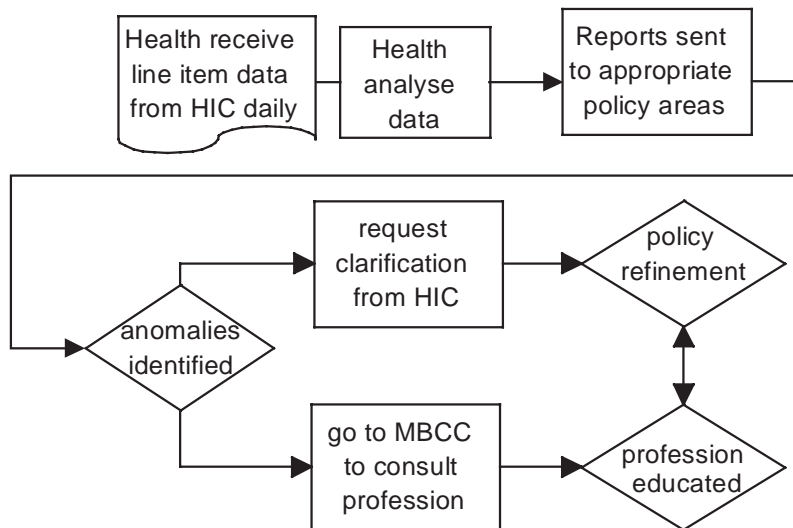 Health receive
line item data
from HIC daily
Health
analyse
data
Reports sent
to appropriate
policy areas
request
clarification
from HIC
policy
refinement
anomalies
identified
go to MBCC
to consult
profession
profession
educated